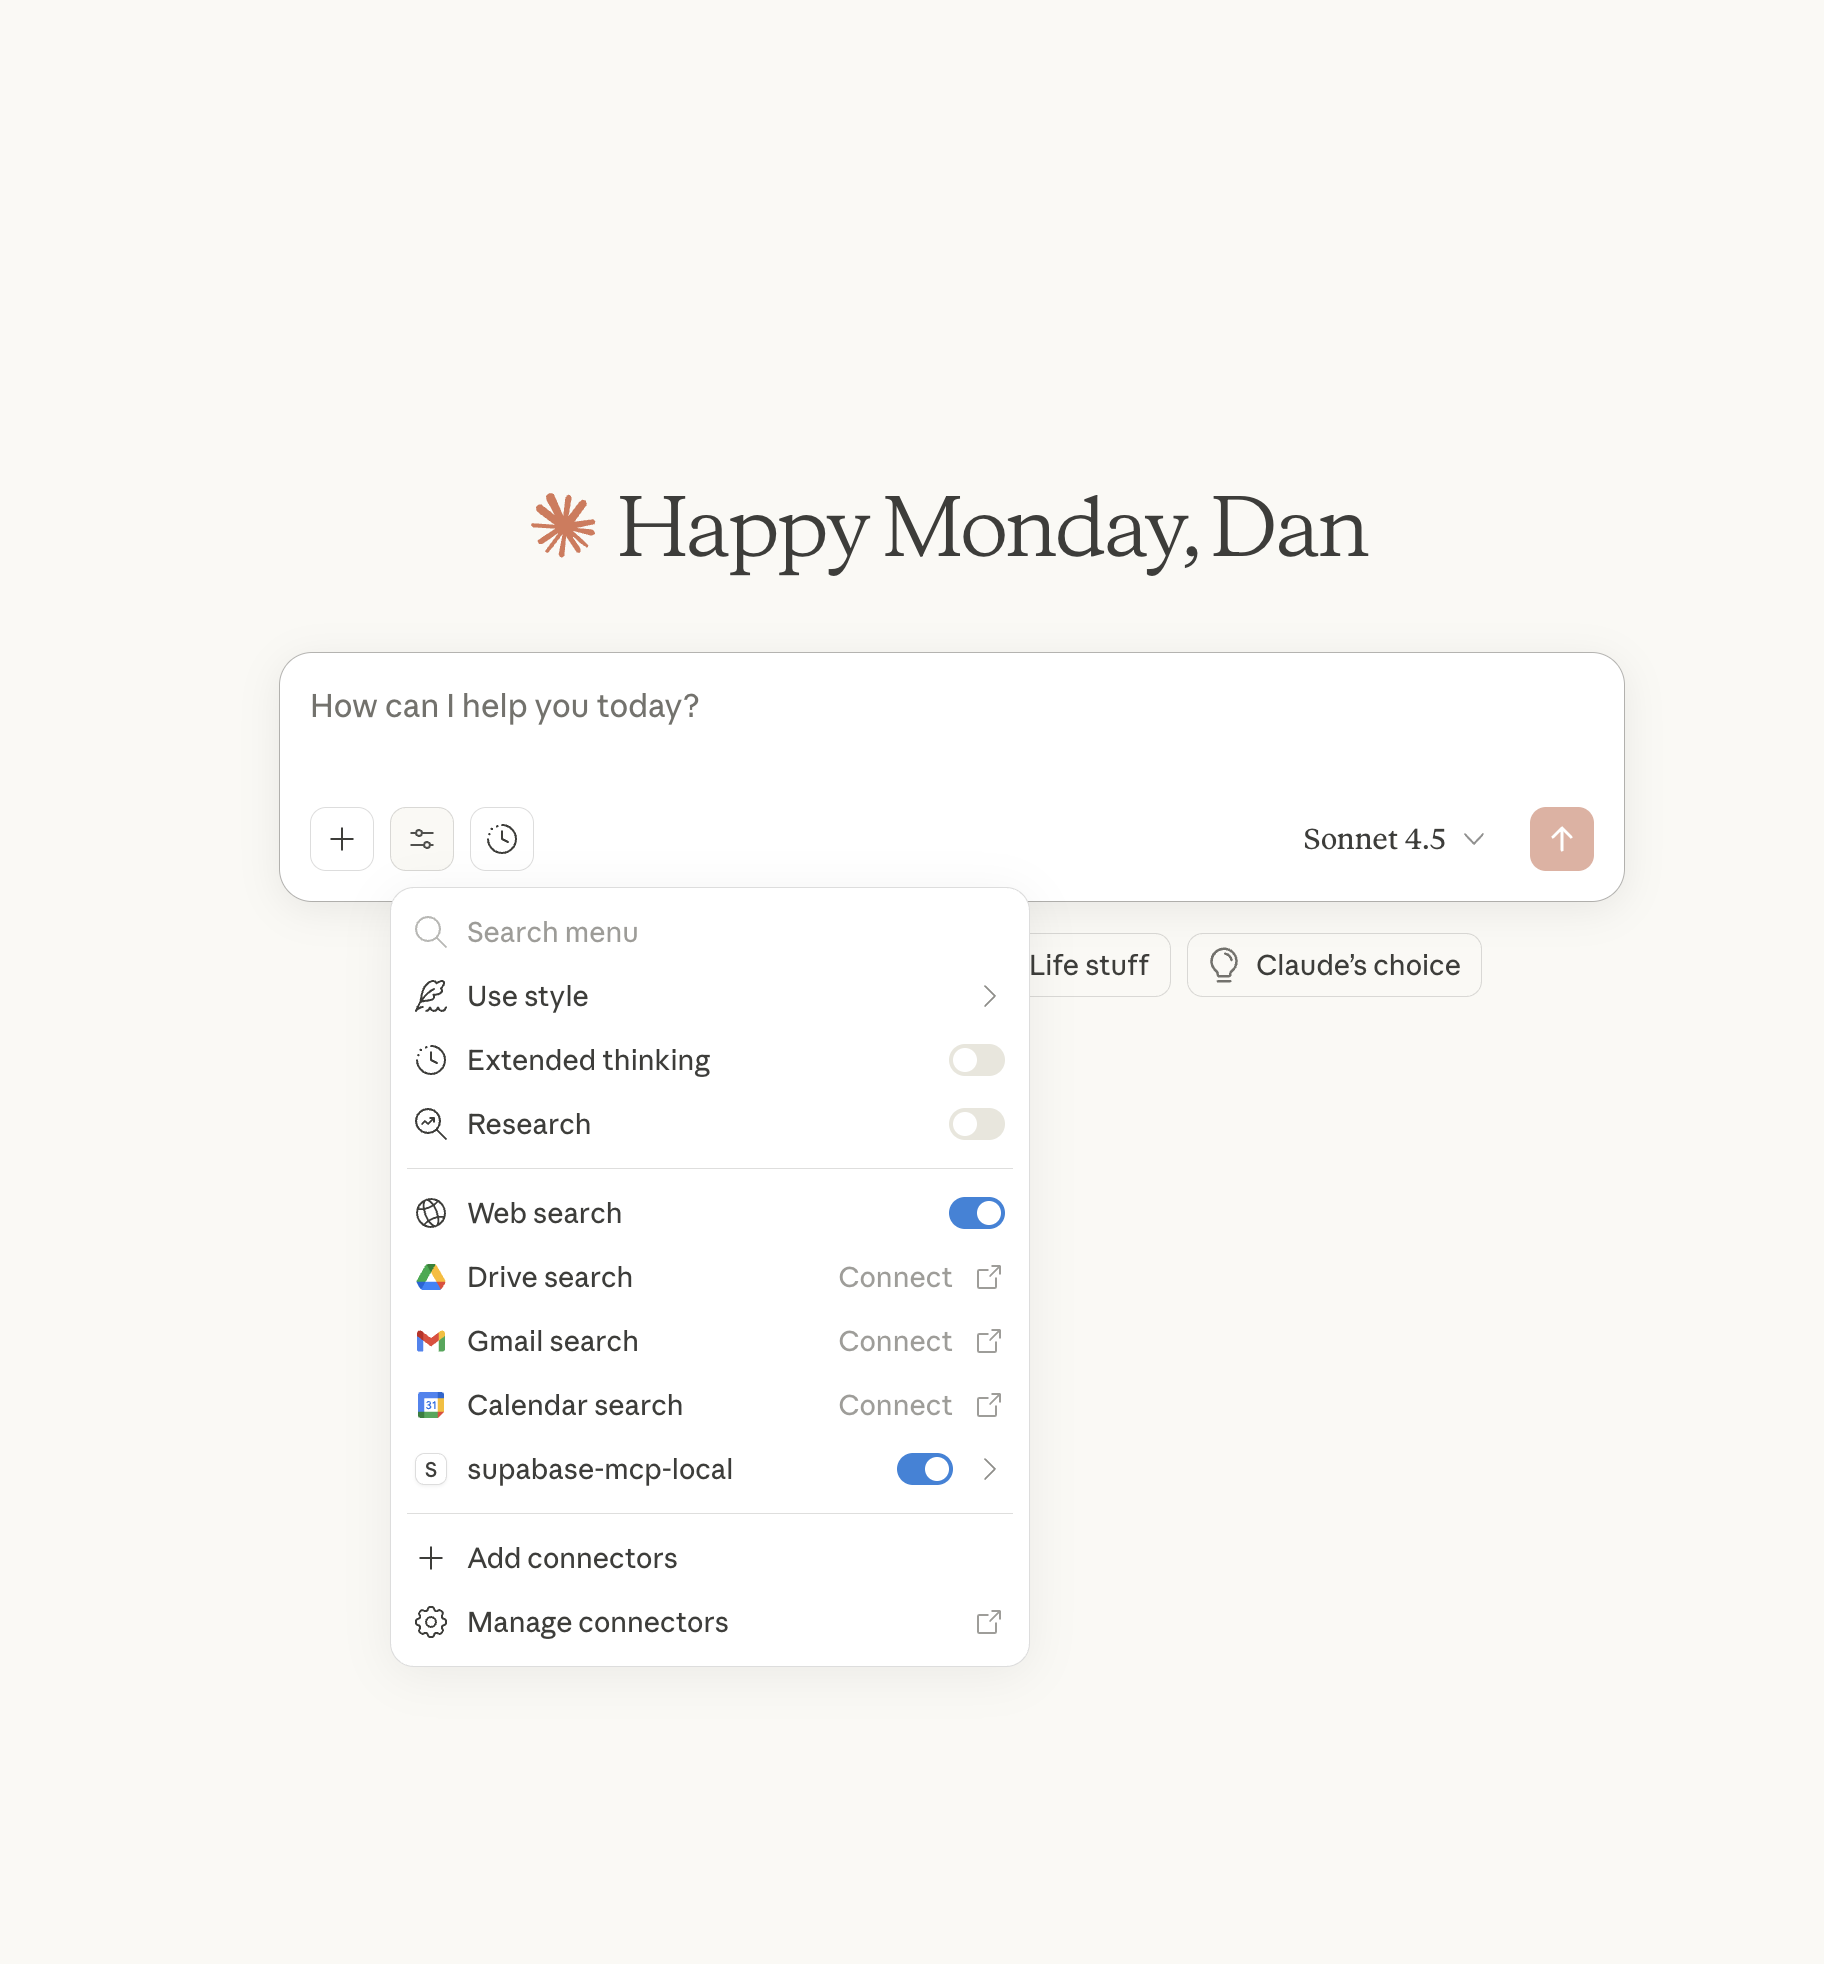 Happy Monday, Dan
How can I help you today?
Sonnet 4.5
Life stuff
Claude’s choice
Search menu
Use style
Extended thinking
Research
Web search
Drive search Connect
Gmail search Connect
31
Calendar search Connect
S supabase-mcp-local
Add connectors
Manage connectors